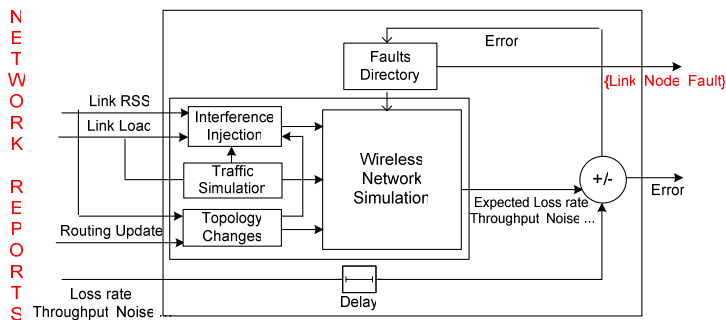 NETWORK REPORTS
Error
Faults
Directory
{Link Node Fault}
Link RSS
Link Load
Interference
Injection
Traffic
Simulation
Topology
Changes
Wireless
Network
Simulation
+/-
Error
Expected Loss rate
Throughput Noise ...
Routing Update
Loss rate
Throughput Noise ...
Delay